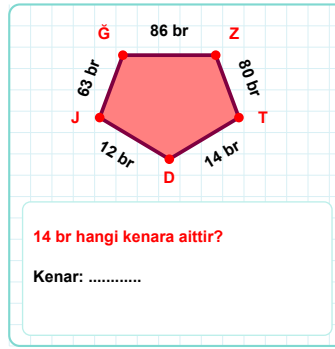 86 br
Ğ
Z
63 br
80 br
J
T
12 br
14 br
D
14 br hangi kenara aittir?
Kenar: ............